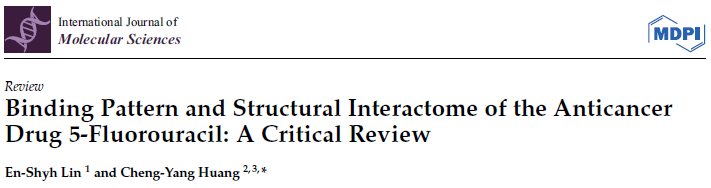 International Journal of
Molecular Sciences
MDPI
Review
Binding Pattern and Structural Interactome of the Anticancer
Drug 5-Fluorouracil: A Critical Review
En-Shyh Lin 1 and Cheng-Yang Huang 2,3,*